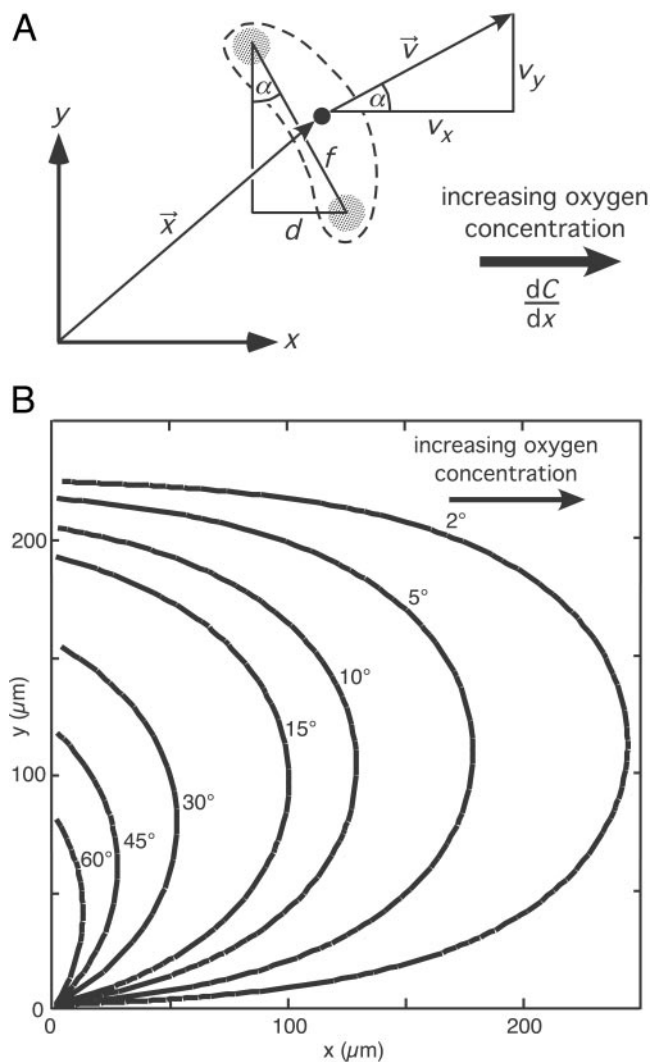 A
α
v⃗
α
v_y
v_x
y
f
x⃗
d
x
increasing oxygen
concentration
dC
dx
B
increasing oxygen
concentration
2°
5°
10°
15°
30°
45°
60°
200
100
0
y (μm)
0
100
200
x (μm)